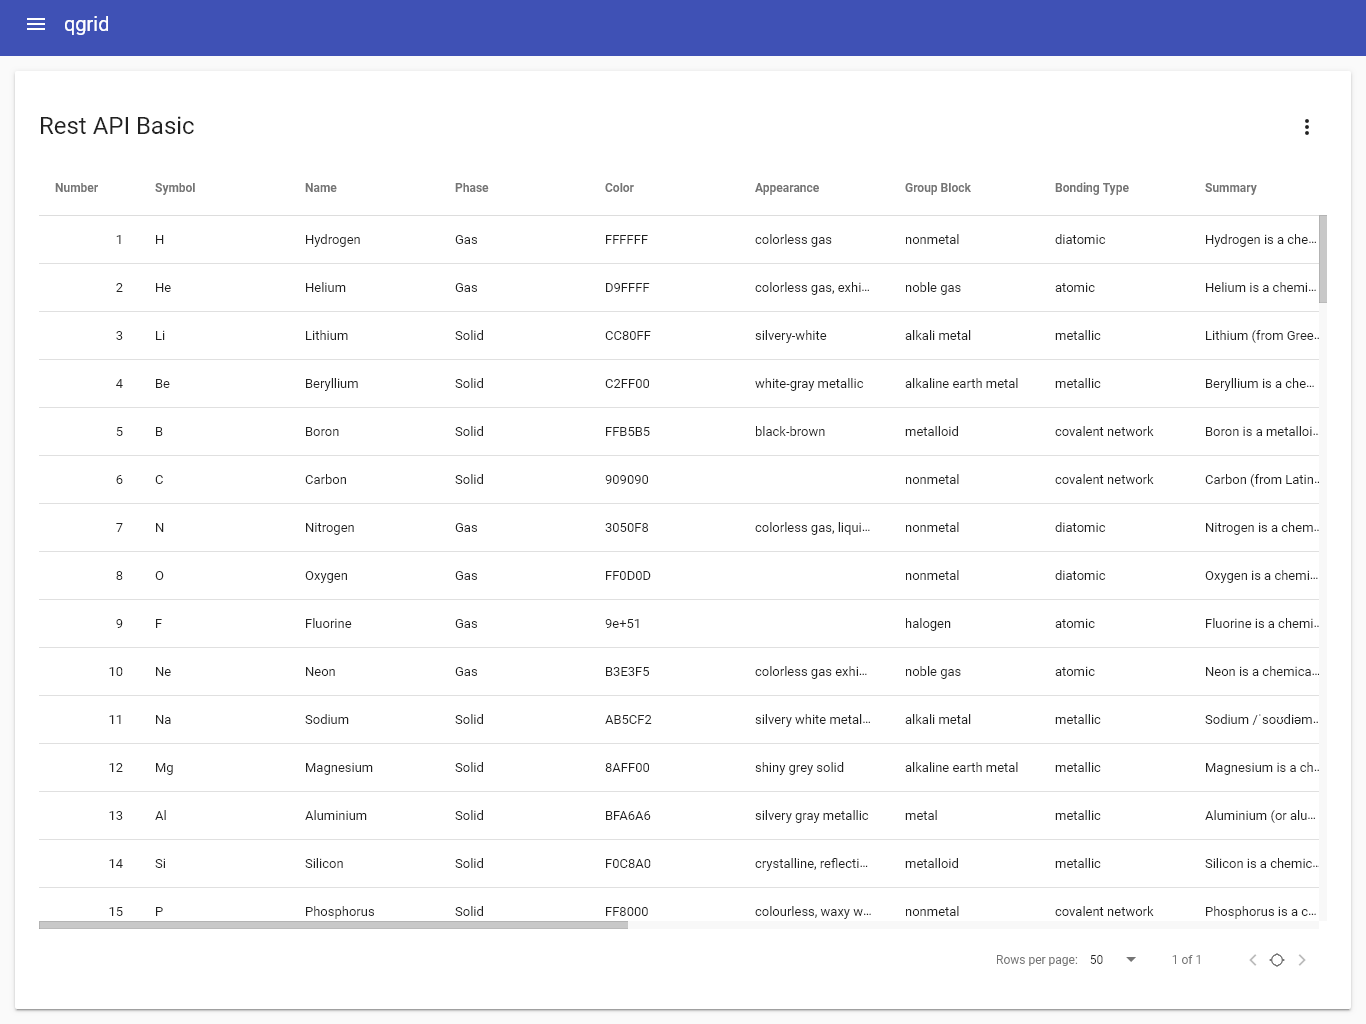 qgrid
Rest API Basic
Number Symbol Name Phase Color Appearance Group Block Bonding Type Summary
1 H Hydrogen Gas FFFFFF colorless gas nonmetal diatomic Hydrogen is a che...
2 He Helium Gas D9FFFF colorless gas, exhi... noble gas atomic Helium is a chemi...
3 Li Lithium Solid CC80FF silvery-white alkali metal metallic Lithium (from Gree...
4 Be Beryllium Solid C2FF00 white-gray metallic alkaline earth metal metallic Beryllium is a che...
5 B Boron Solid FFB5B5 black-brown metalloid covalent network Boron is a metalloi...
6 C Carbon Solid 909090 nonmetal covalent network Carbon (from Latin...
7 N Nitrogen Gas 3050F8 colorless gas, liqui... nonmetal diatomic Nitrogen is a chem...
8 O Oxygen Gas FF0D0D nonmetal diatomic Oxygen is a chemi...
9 F Fluorine Gas 9e+51 halogen atomic Fluorine is a chemi...
10 Ne Neon Gas B3E3F5 colorless gas exhi... noble gas atomic Neon is a chemica...
11 Na Sodium Solid AB5CF2 silvery white metal... alkali metal metallic Sodium /ˈsoʊdiəm...
12 Mg Magnesium Solid 8AFF00 shiny grey solid alkaline earth metal metallic Magnesium is a ch...
13 Al Aluminium Solid BFA6A6 silvery gray metallic metal metallic Aluminium (or alu...
14 Si Silicon Solid F0C8A0 crystalline, reflecti... metalloid metallic Silicon is a chemic...
15 P Phosphorus Solid FF8000 colourless, waxy w... nonmetal covalent network Phosphorus is a c...
Rows per page: 50 1 of 1